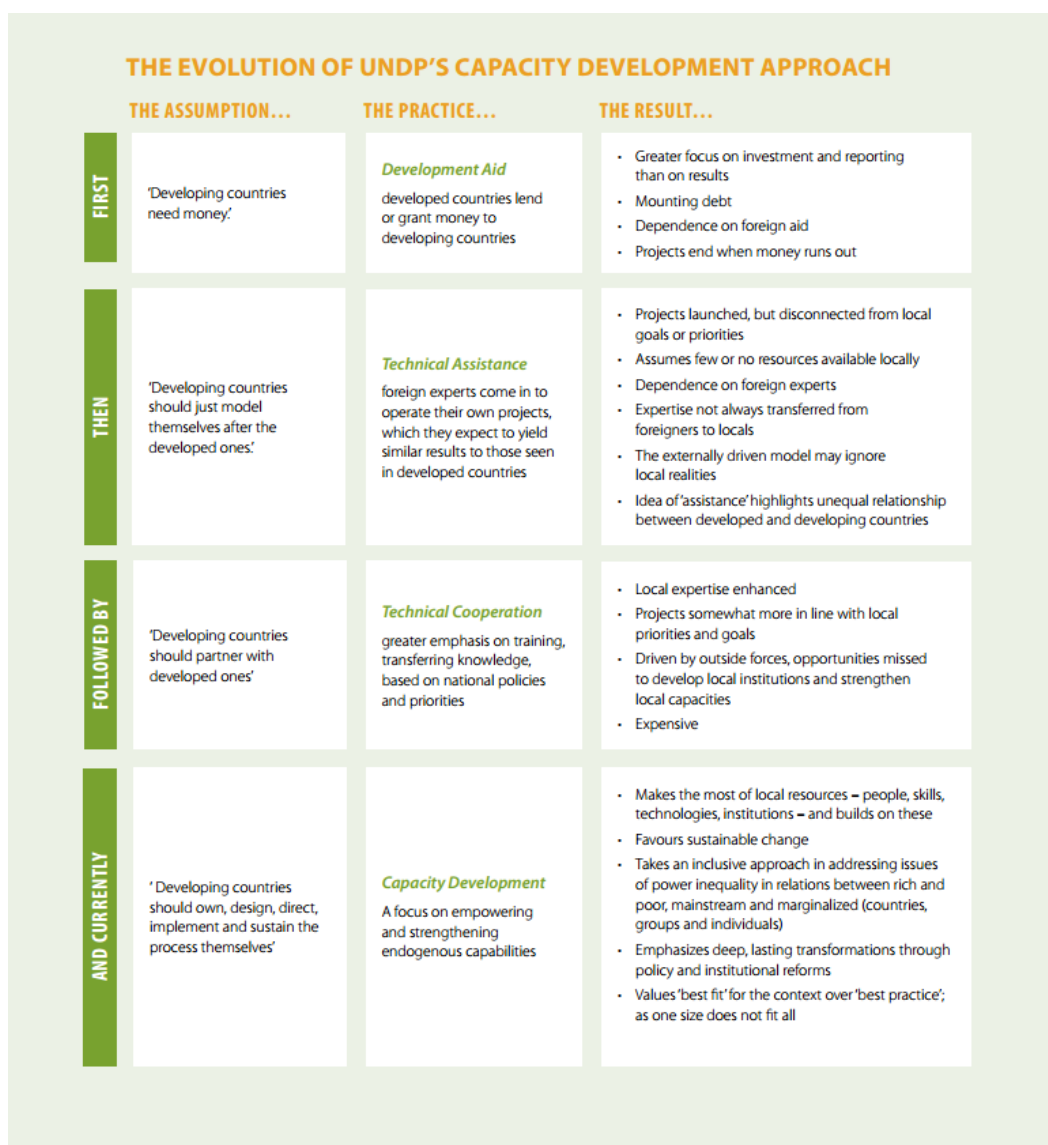 THE EVOLUTION OF UNDP'S CAPACITY DEVELOPMENT APPROACH
THE ASSUMPTION...
THE PRACTICE...
THE RESULT...
FIRST
'Developing countries
need money.'
Development Aid
developed countries lend
or grant money to
developing countries
• Greater focus on investment and reporting
than on results
• Mounting debt
• Dependence on foreign aid
• Projects end when money runs out
THEN
'Developing countries
should just model
themselves after the
developed ones.'
Technical Assistance
foreign experts come in to
operate their own projects,
which they expect to yield
similar results to those seen
in developed countries
• Projects launched, but disconnected from local
goals or priorities
• Assumes few or no resources available locally
• Dependence on foreign experts
• Expertise not always transferred from
foreigners to locals
• The externally driven model may ignore
local realities
• Idea of 'assistance' highlights unequal relationship
between developed and developing countries
FOLLOWED BY
'Developing countries
should partner with
developed ones'
Technical Cooperation
greater emphasis on training,
transferring knowledge,
based on national policies
and priorities
• Local expertise enhanced
• Projects somewhat more in line with local
priorities and goals
• Driven by outside forces, opportunities missed
to develop local institutions and strengthen
local capacities
• Expensive
AND CURRENTLY
' Developing countries
should own, design, direct,
implement and sustain the
process themselves'
Capacity Development
A focus on empowering
and strengthening
endogenous capabilities
• Makes the most of local resources – people, skills,
technologies, institutions – and builds on these
• Favours sustainable change
• Takes an inclusive approach in addressing issues
of power inequality in relations between rich and
poor, mainstream and marginalized (countries,
groups and individuals)
• Emphasizes deep, lasting transformations through
policy and institutional reforms
• Values 'best fit' for the context over 'best practice';
as one size does not fit all